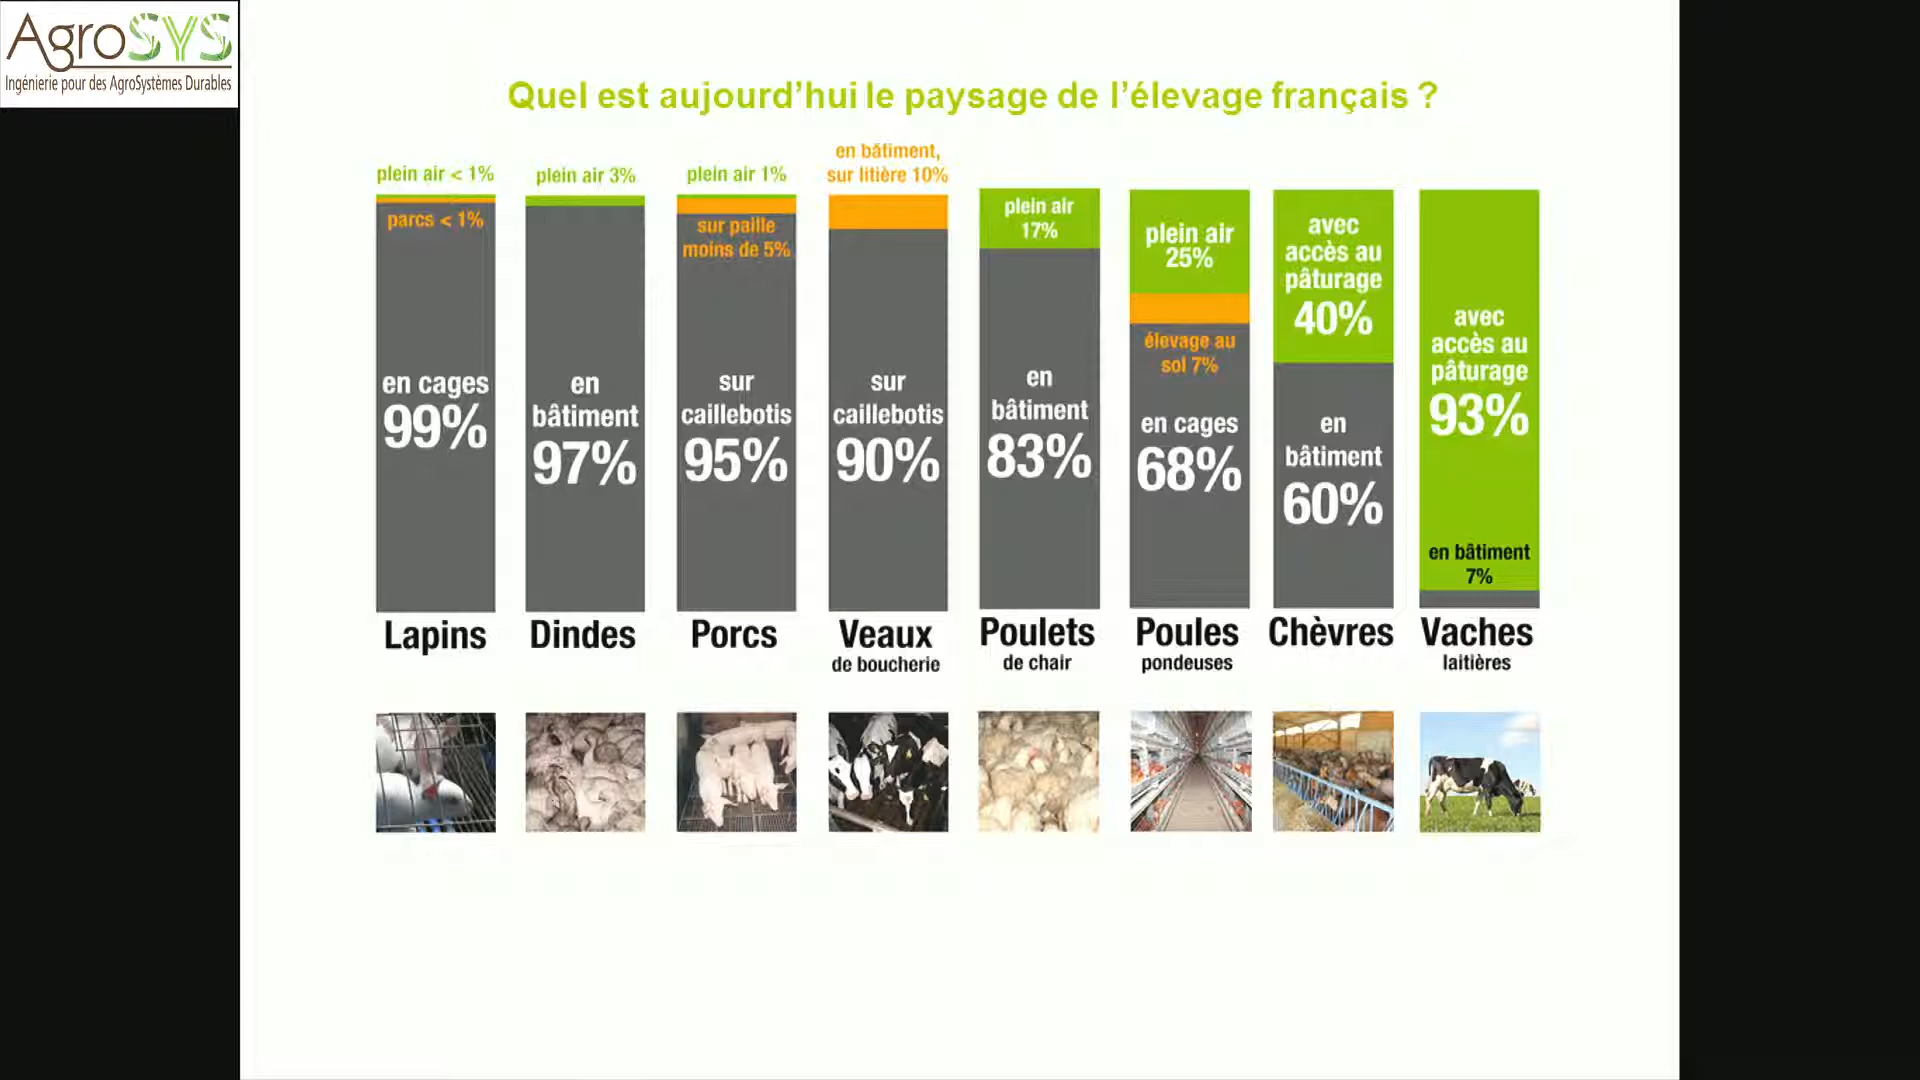 AgroSYS
Ingénierie pour des AgroSystèmes Durables
Quel est aujourd'hui le paysage de l'élevage français ?
plein air < 1%
parcs < 1%
en cages
99%
Lapins
plein air 3%
en
bâtiment
97%
Dindes
plein air 1%
sur paille
moins de 5%
sur
caillebotis
95%
Porcs
en bâtiment,
sur litière 10%
sur
caillebotis
90%
Veaux
de boucherie
plein air
17%
en
bâtiment
83%
Poulets
de chair
plein air
25%
élevage au
sol 7%
en cages
68%
Poules
pondeuses
avec
accès au
pâturage
40%
en
bâtiment
60%
Chèvres
avec
accès au
pâturage
93%
en bâtiment
7%
Vaches
laitières